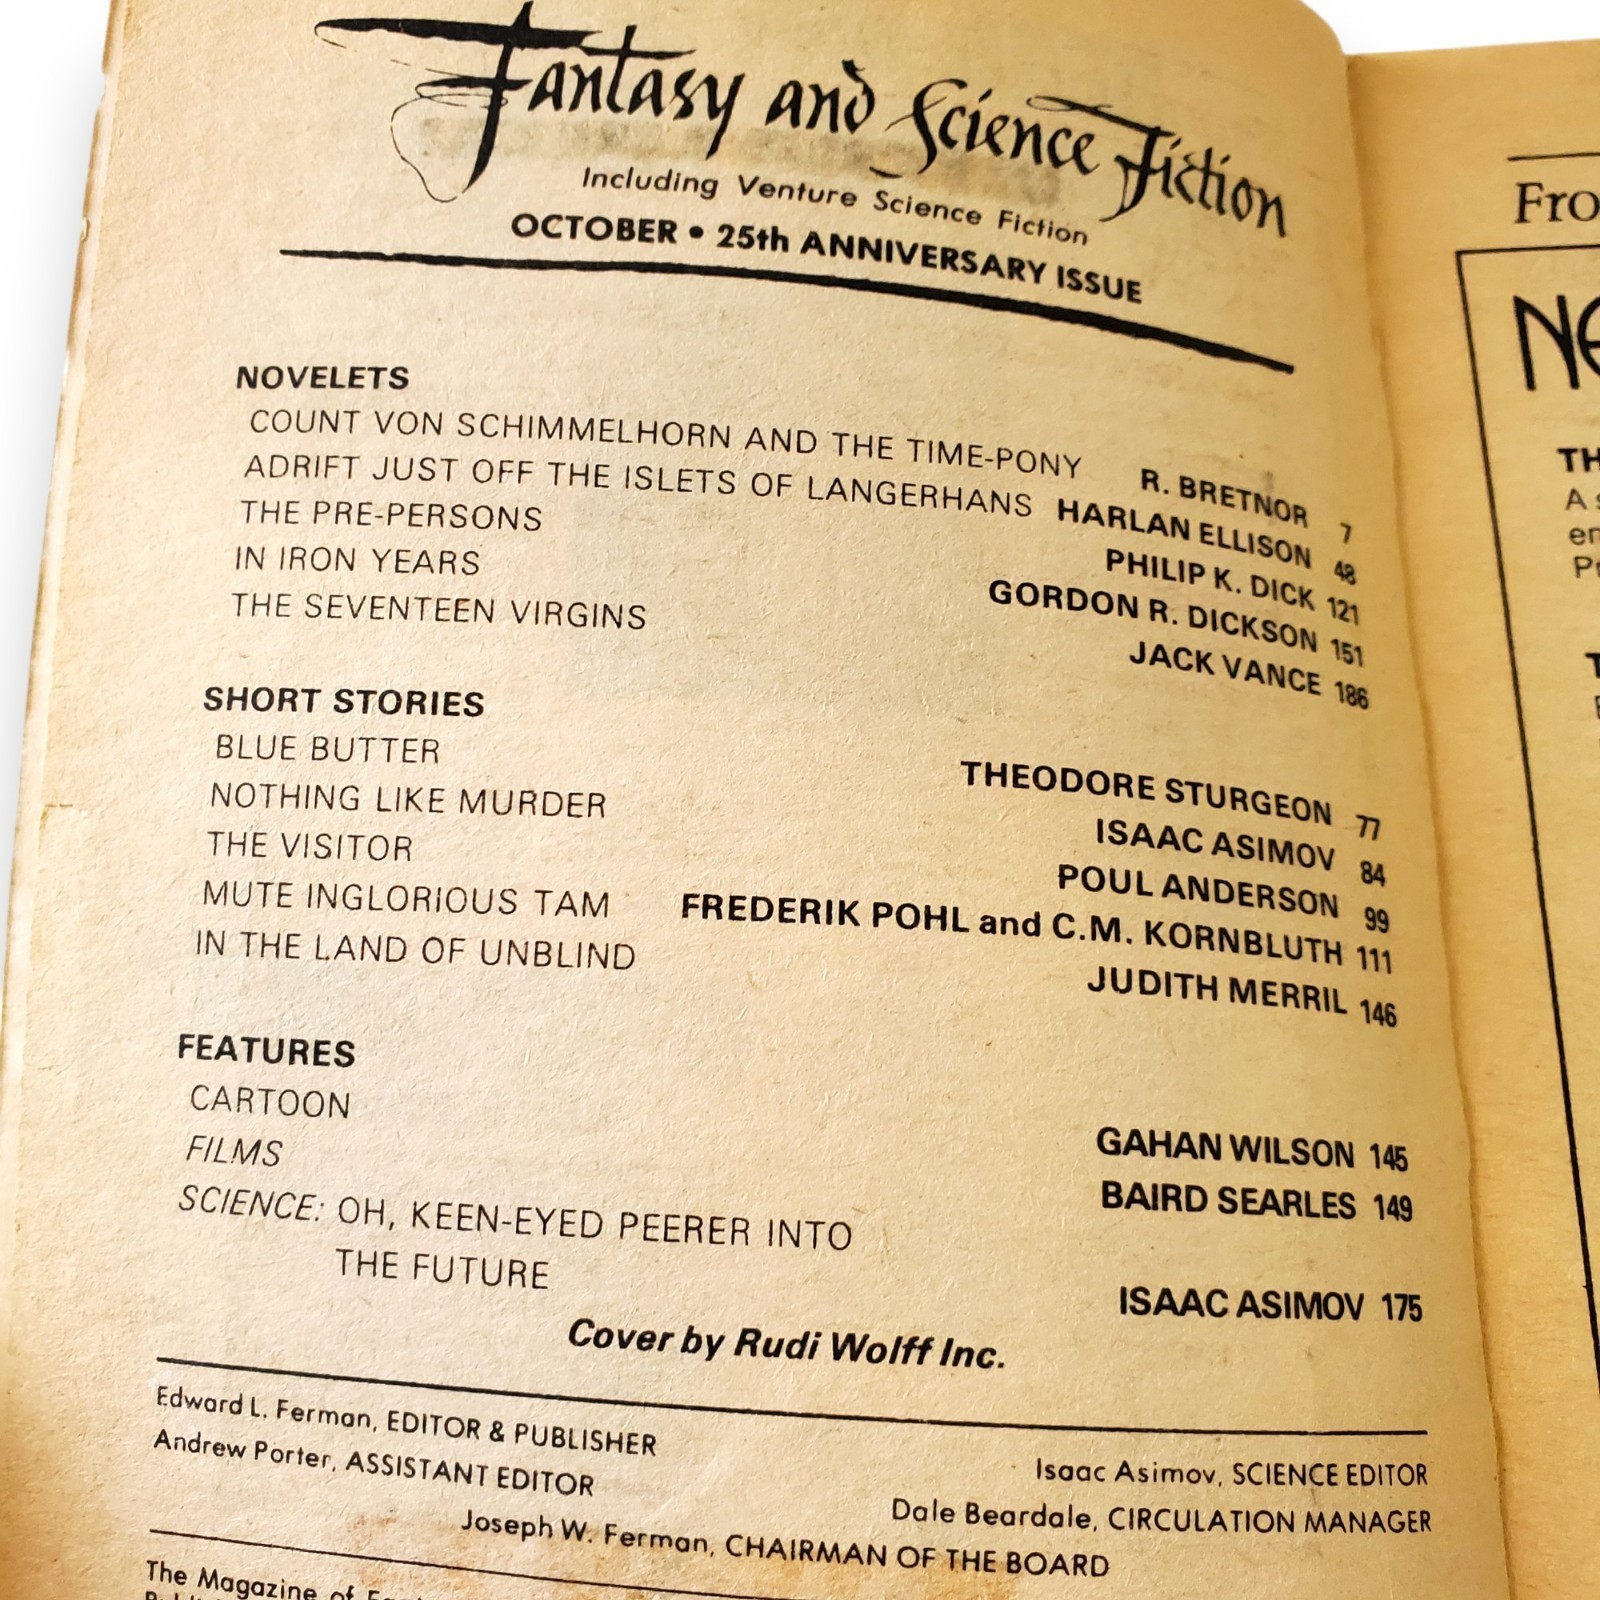 Fantasy and Science Fiction
Including Venture Science Fiction
OCTOBER • 25th ANNIVERSARY ISSUE
NOVELETS
COUNT VON SCHIMMELHORN AND THE TIME-PONY R. BRETNOR 7
ADRIFT JUST OFF THE ISLETS OF LANGERHANS HARLAN ELLISON 48
THE PRE-PERSONS PHILIP K. DICK 121
IN IRON YEARS GORDON R. DICKSON 151
THE SEVENTEEN VIRGINS JACK VANCE 186
SHORT STORIES
BLUE BUTTER THEODORE STURGEON 77
NOTHING LIKE MURDER ISAAC ASIMOV 84
THE VISITOR POUL ANDERSON 99
MUTE INGLORIOUS TAM FREDERIK POHL and C.M. KORNBLUTH 111
IN THE LAND OF UNBLIND JUDITH MERRIL 146
FEATURES
CARTOON GAHAN WILSON 145
FILMS BAIRD SEARLES 149
SCIENCE: OH, KEEN-EYED PEERER INTO
THE FUTURE ISAAC ASIMOV 175
Cover by Rudi Wolff Inc.
Edward L. Ferman, EDITOR & PUBLISHER Isaac Asimov, SCIENCE EDITOR
Andrew Porter, ASSISTANT EDITOR Dale Beardale, CIRCULATION MANAGER
Joseph W. Ferman, CHAIRMAN OF THE BOARD
The Magazine of
Fro
NE
TH
A s
en